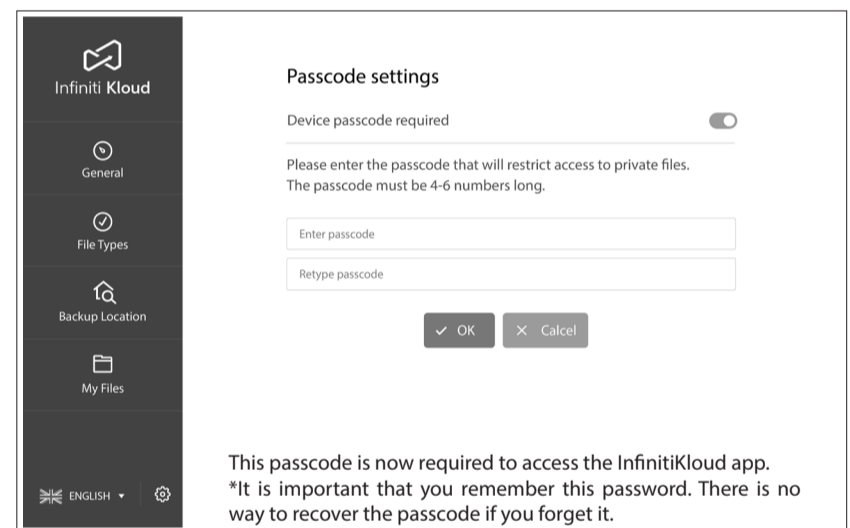 Infiniti Kloud
General
File Types
Backup Location
My Files
ENGLISH
Passcode settings
Device passcode required
Please enter the passcode that will restrict access to private files.
The passcode must be 4-6 numbers long.
Enter passcode
Retype passcode
OK
Calcel
This passcode is now required to access the InfinitiKloud app.
*It is important that you remember this password. There is no
way to recover the passcode if you forget it.